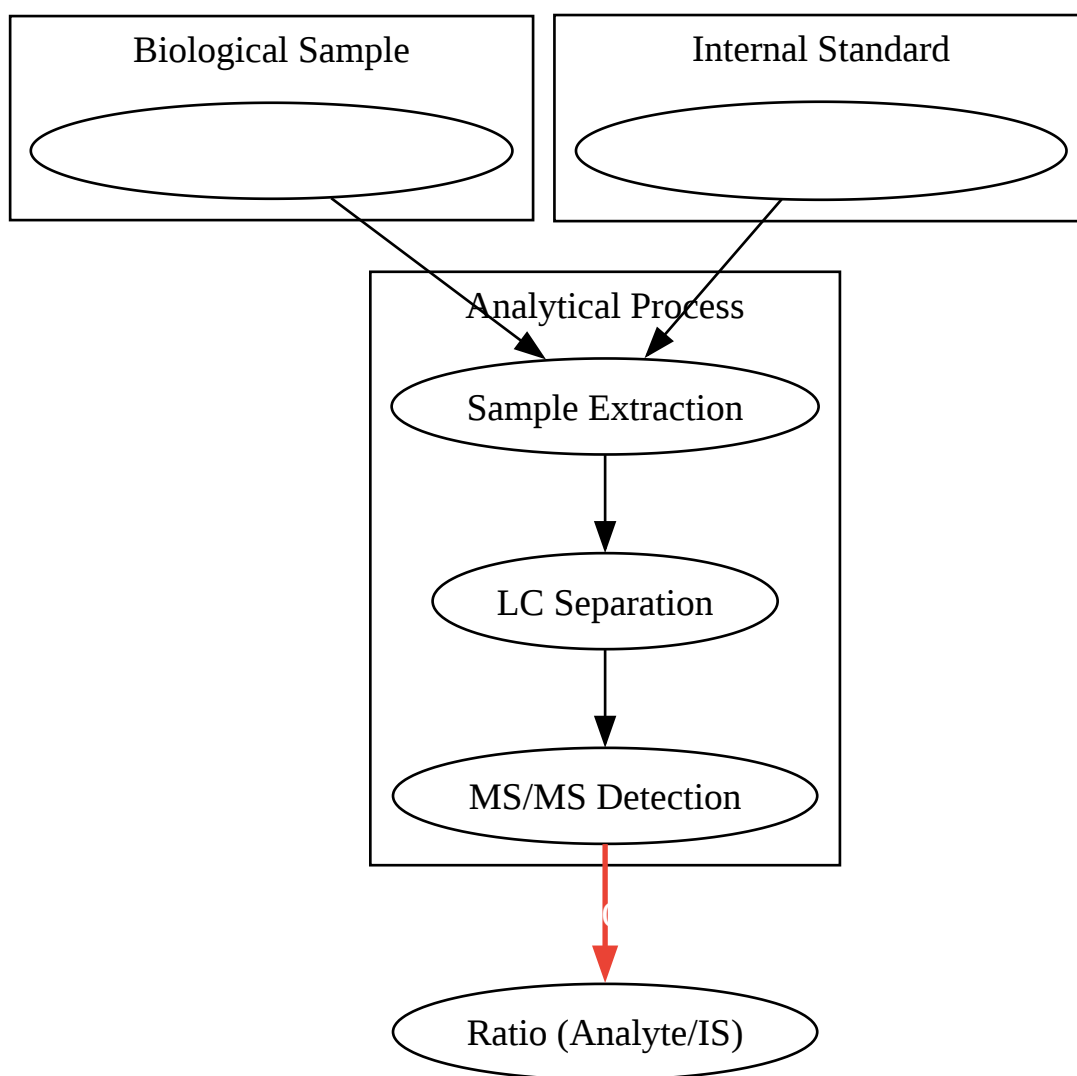 Biological Sample
Internal Standard
Analytical Process
Sample Extraction
LC Separation
MS/MS Detection
Ratio (Analyte/IS)